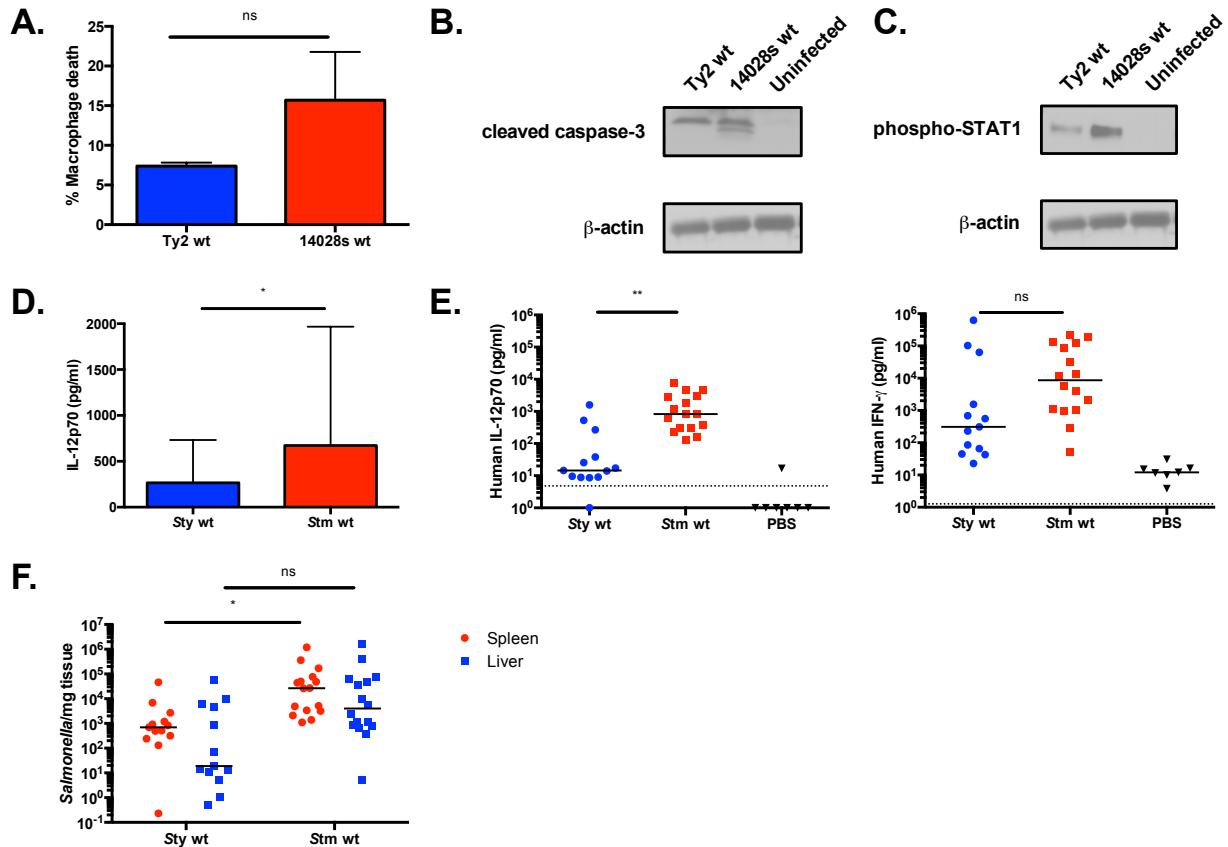 A.
ns
% Macrophage death
25
20
15
10
5
0
Ty2 wt
14028s wt
B.
Ty2 wt
14028s wt
Uninfected
cleaved caspase-3
β-actin
C.
Ty2 wt
14028s wt
Uninfected
phospho-STAT1
β-actin
D.
*
IL-12p70 (pg/ml)
2000
1500
1000
500
0
Sty wt
Stm wt
E.
**
Human IL-12p70 (pg/ml)
10⁶
10⁵
10⁴
10³
10²
10¹
10⁰
Sty wt
Stm wt
PBS
ns
Human IFN-γ (pg/ml)
10⁶
10⁵
10⁴
10³
10²
10¹
10⁰
Sty wt
Stm wt
PBS
F.
ns
*
Salmonella/mg tissue
10⁷
10⁶
10⁵
10⁴
10³
10²
10¹
10⁰
10⁻¹
Sty wt
Stm wt
Spleen
Liver